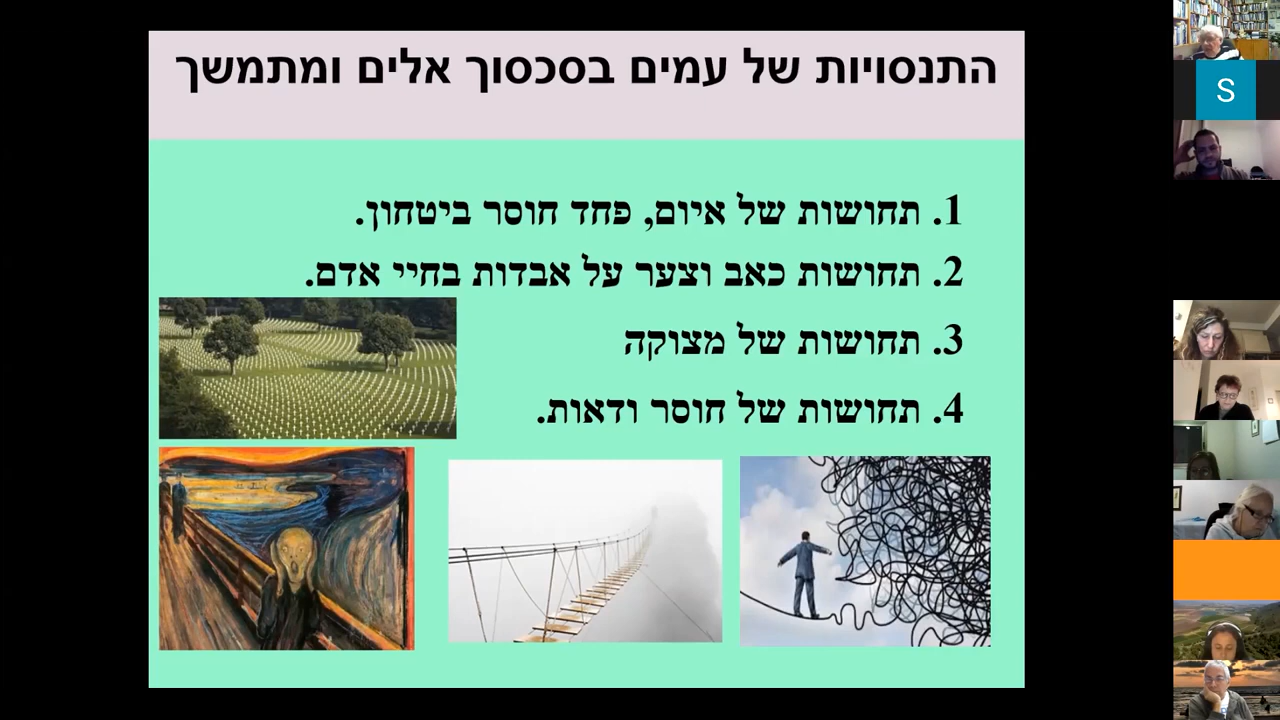 התנסויות של עמים בסכסוך אלים ומתמשך
1. תחושות של איום, פחד חוסר ביטחון.
2. תחושות כאב וצער על אבדות בחיי אדם.
3. תחושות של מצוקה
4. תחושות של חוסר ודאות.
S